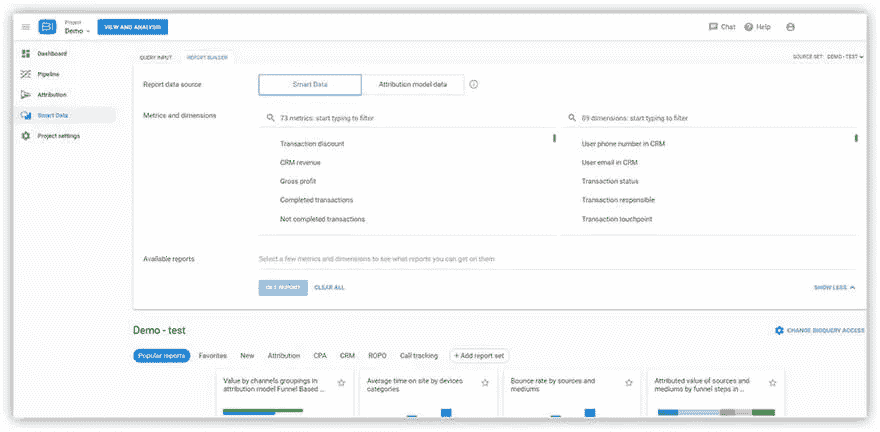 BI
Project
Demo
VIEW AND ANALYSIS
Chat
Help
Dashboard
Pipeline
Attribution
Smart Data
Project settings
QUERY INPUT
REPORT BUILDER
SOURCE SET: DEMO - TEST
Report data source
Smart Data
Attribution model data
Metrics and dimensions
73 metrics: start typing to filter
69 dimensions: start typing to filter
Transaction discount
User phone number in CRM
CRM revenue
User email in CRM
Gross profit
Transaction status
Completed transactions
Transaction responsible
Not completed transactions
Transaction touchpoint
Available reports
Select a few metrics and dimensions to see what reports you can get on them
GET REPORT
CLEAR ALL
SHOW LESS
Demo - test
CHANGE BIGQUERY ACCESS
Popular reports
Favorites
New
Attribution
CPA
CRM
ROPO
Call tracking
+ Add report set
Value by channels groupings in
attribution model Funnel Based ...
Average time on site by devices
categories
Bounce rate by sources and
mediums
Attributed value of sources and
mediums by funnel steps in ...